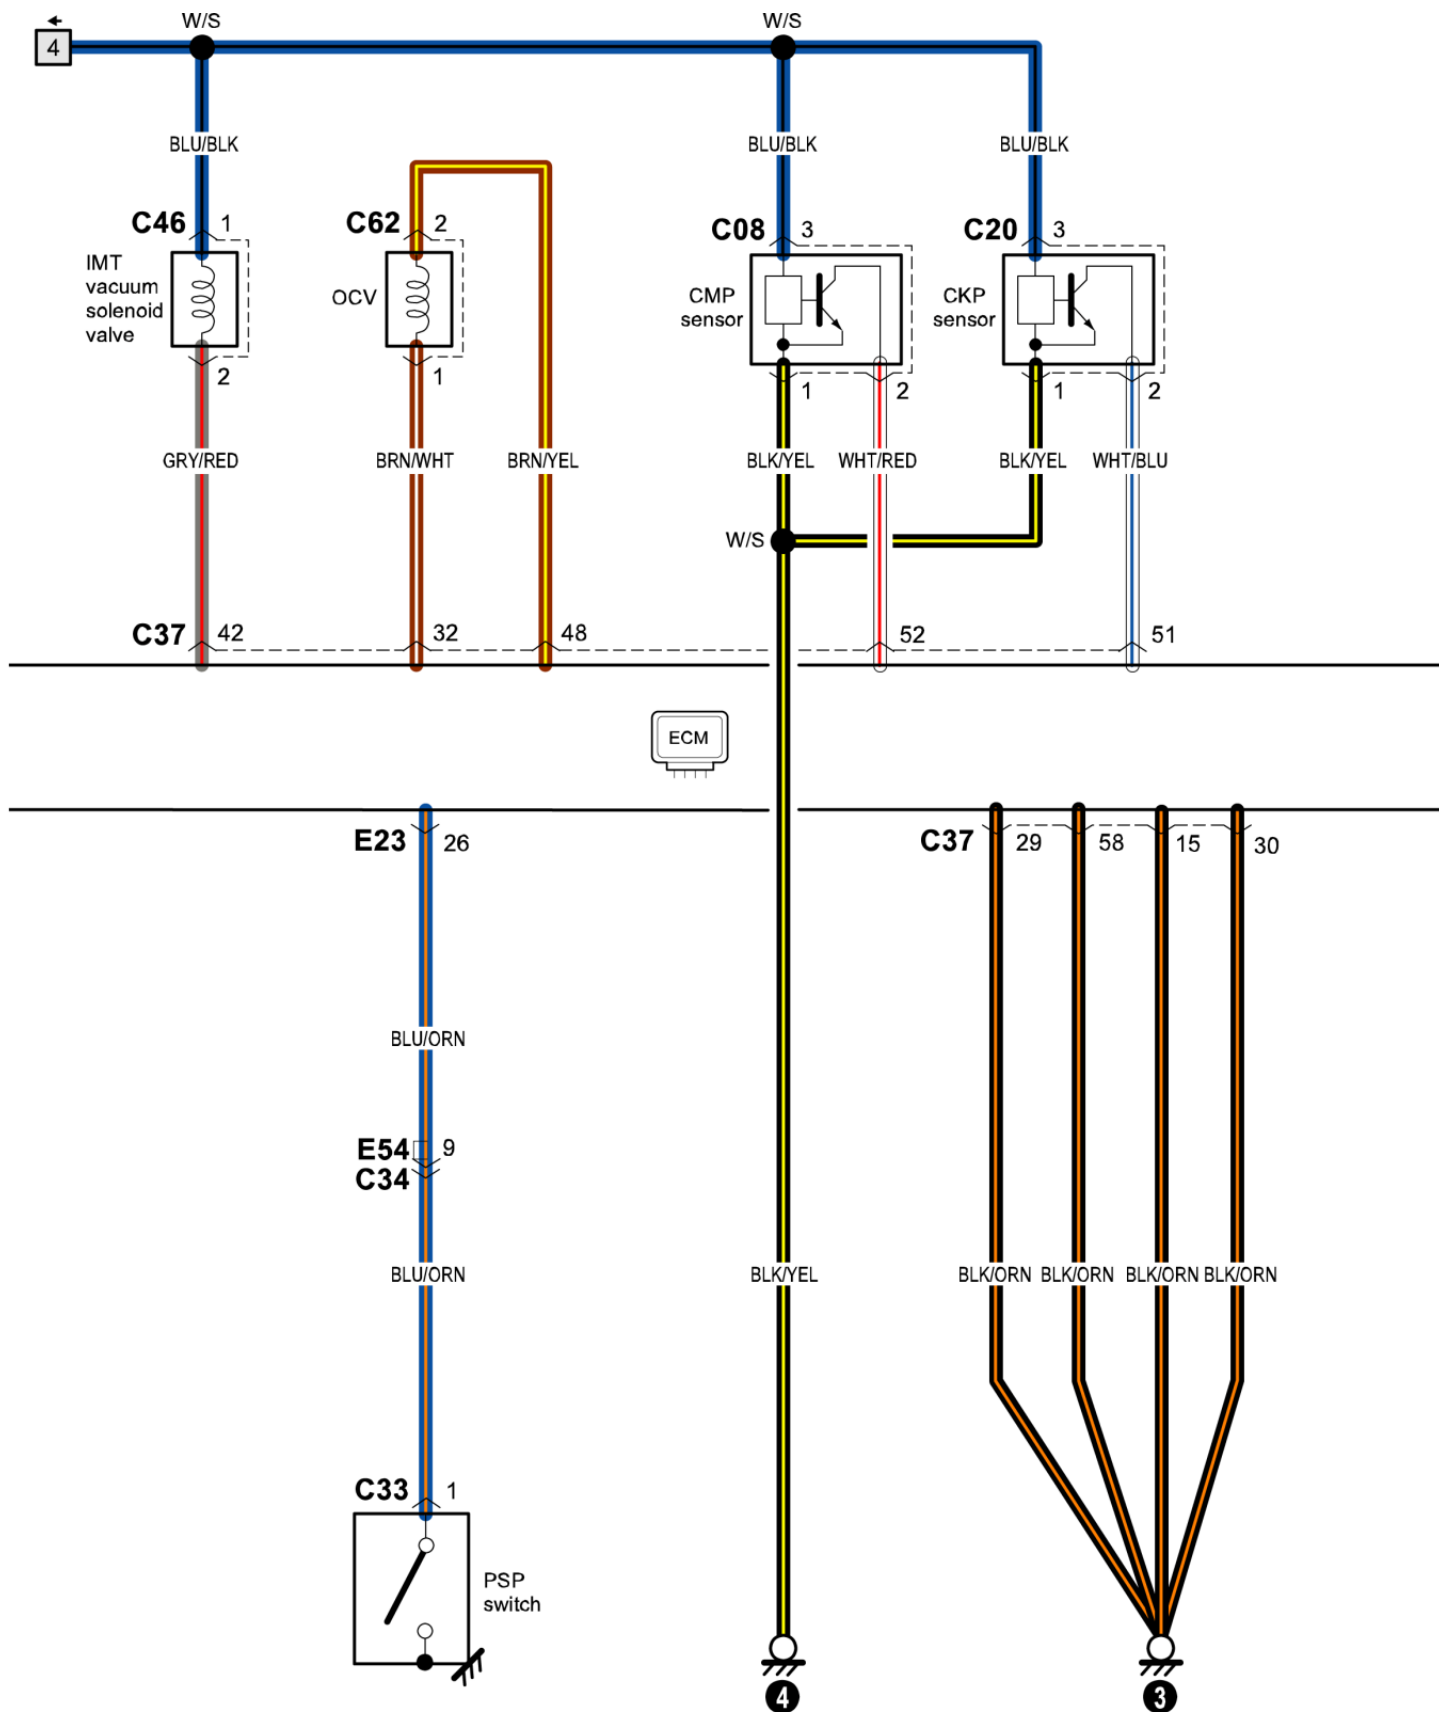 W/S W/S
4
BLU/BLK BLU/BLK BLU/BLK
C46 1 C62 2 C08 3 C20 3
IMT
vacuum
solenoid
valve
OCV
CMP
sensor
CKP
sensor
2 1 1 2 1 2
GRY/RED BRN/WHT BRN/YEL BLK/YEL WHT/RED BLK/YEL WHT/BLU
W/S
C37 42 32 48 52 51
ECM
E23 26 C37 29 58 15 30
BLU/ORN
E54 9
C34
BLU/ORN BLK/YEL BLK/ORN BLK/ORN BLK/ORN BLK/ORN
C33 1
PSP
switch
4 3